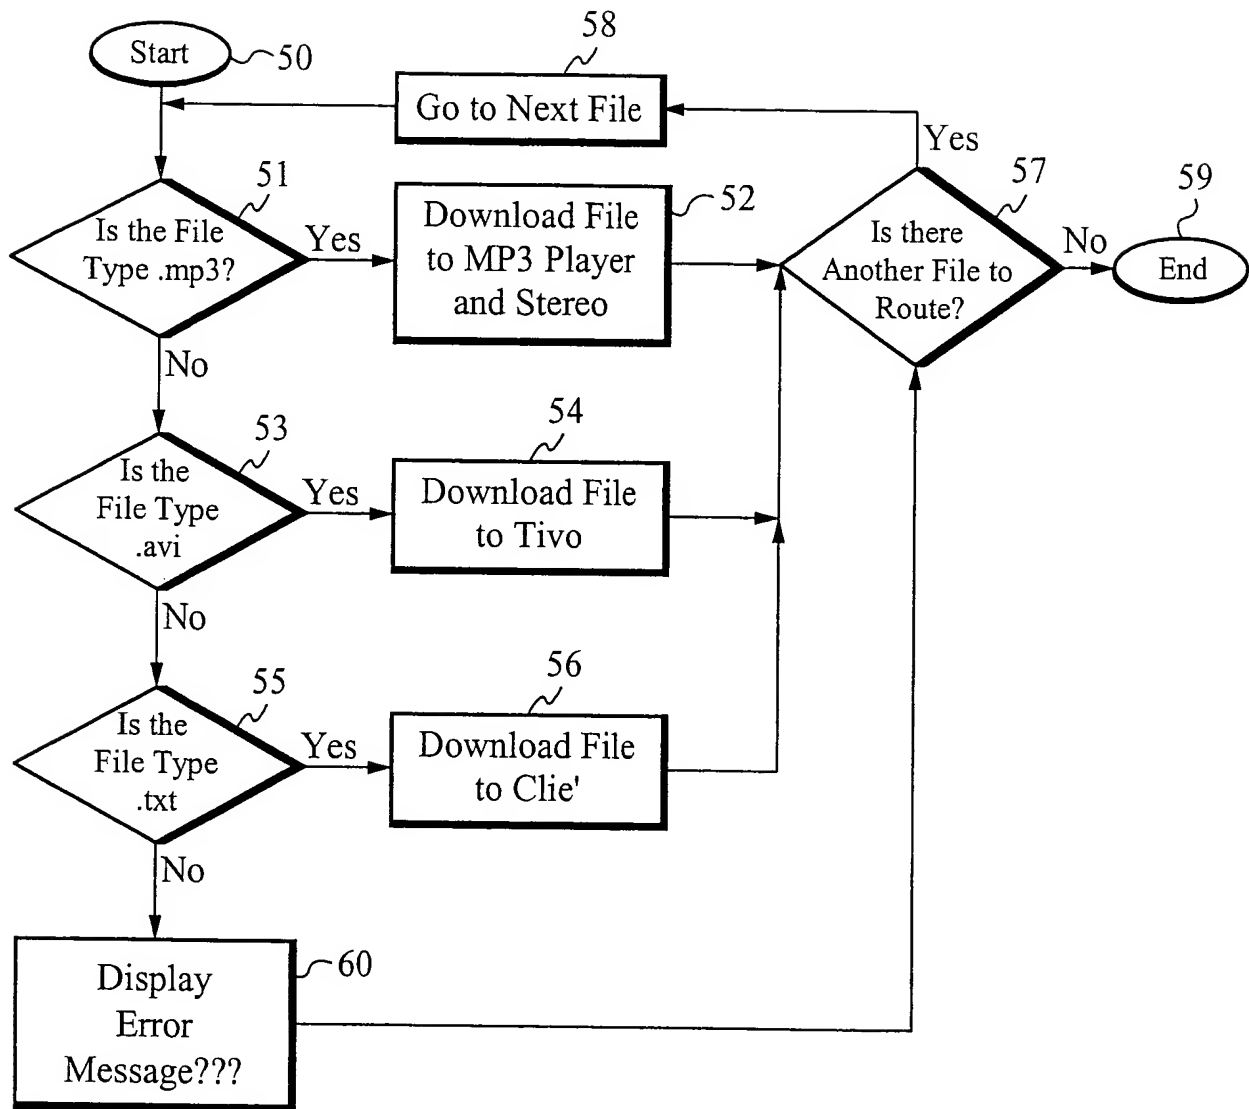 Start
50
58
Go to Next File
Yes
51
Is the File
Type .mp3?
Yes
52
Download File
to MP3 Player
and Stereo
57
Is there
Another File to
Route?
No
59
End
No
53
Is the
File Type
.avi
Yes
54
Download File
to Tivo
No
55
Is the
File Type
.txt
Yes
56
Download File
to Clie'
No
60
Display
Error
Message???